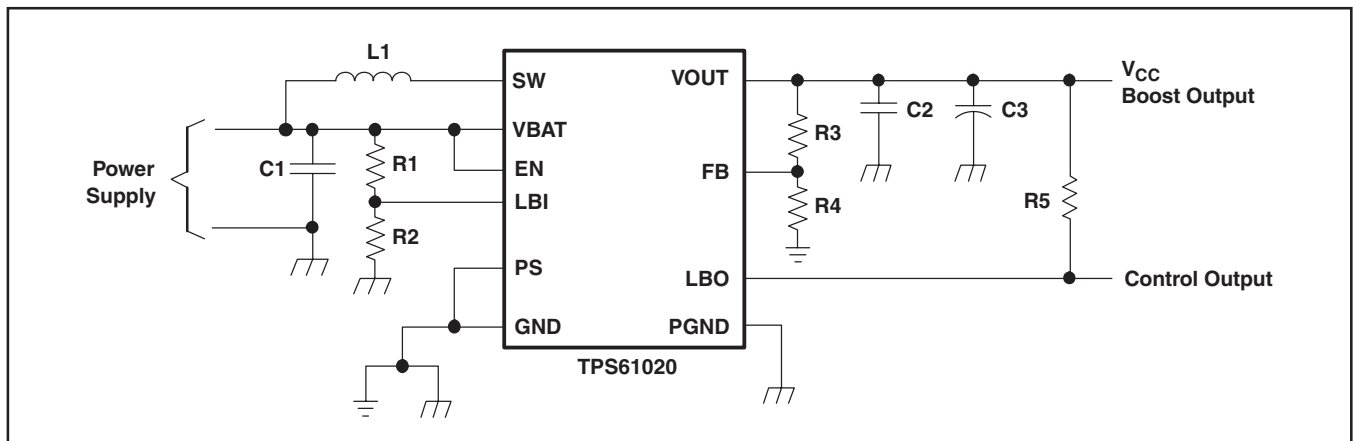 L1
SW
VOUT
V_CC
Boost Output
C2
C3
R3
Power
Supply
C1
R1
VBAT
EN
FB
LBI
R4
R5
R2
PS
LBO
Control Output
GND
PGND
TPS61020